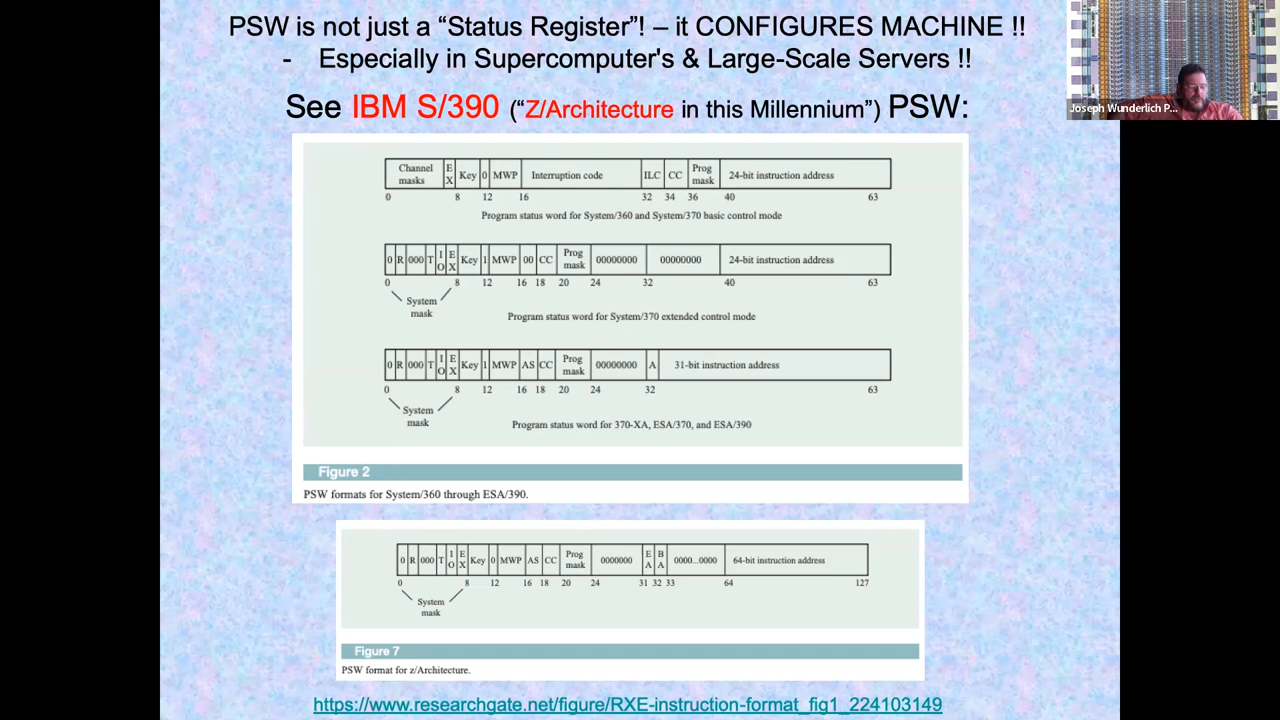 PSW is not just a “Status Register”! – it CONFIGURES MACHINE !!
- Especially in Supercomputer's & Large-Scale Servers !!
See IBM S/390 (“Z/Architecture in this Millennium”) PSW:
Joseph Wunderlich P...
Channel masks EX Key 0 MWP Interruption code ILC CC Prog mask 24-bit instruction address
0 8 12 16 32 34 36 40 63
Program status word for System/360 and System/370 basic control mode
0 R 000 T IO EX Key 1 MWP 00 CC Prog mask 00000000 00000000 24-bit instruction address
0 8 12 16 18 20 24 32 40 63
System mask
Program status word for System/370 extended control mode
0 R 000 T IO EX Key 1 MWP AS CC Prog mask 00000000 A 31-bit instruction address
0 8 12 16 18 20 24 32 63
System mask
Program status word for 370-XA, ESA/370, and ESA/390
Figure 2
PSW formats for System/360 through ESA/390.
0 R 000 T IO EX Key 0 MWP AS CC Prog mask 0000000 EA BA 0000...0000 64-bit instruction address
0 8 12 16 18 20 24 31 32 33 64 127
System mask
Figure 7
PSW format for z/Architecture.
https://www.researchgate.net/figure/RXE-instruction-format_fig1_224103149